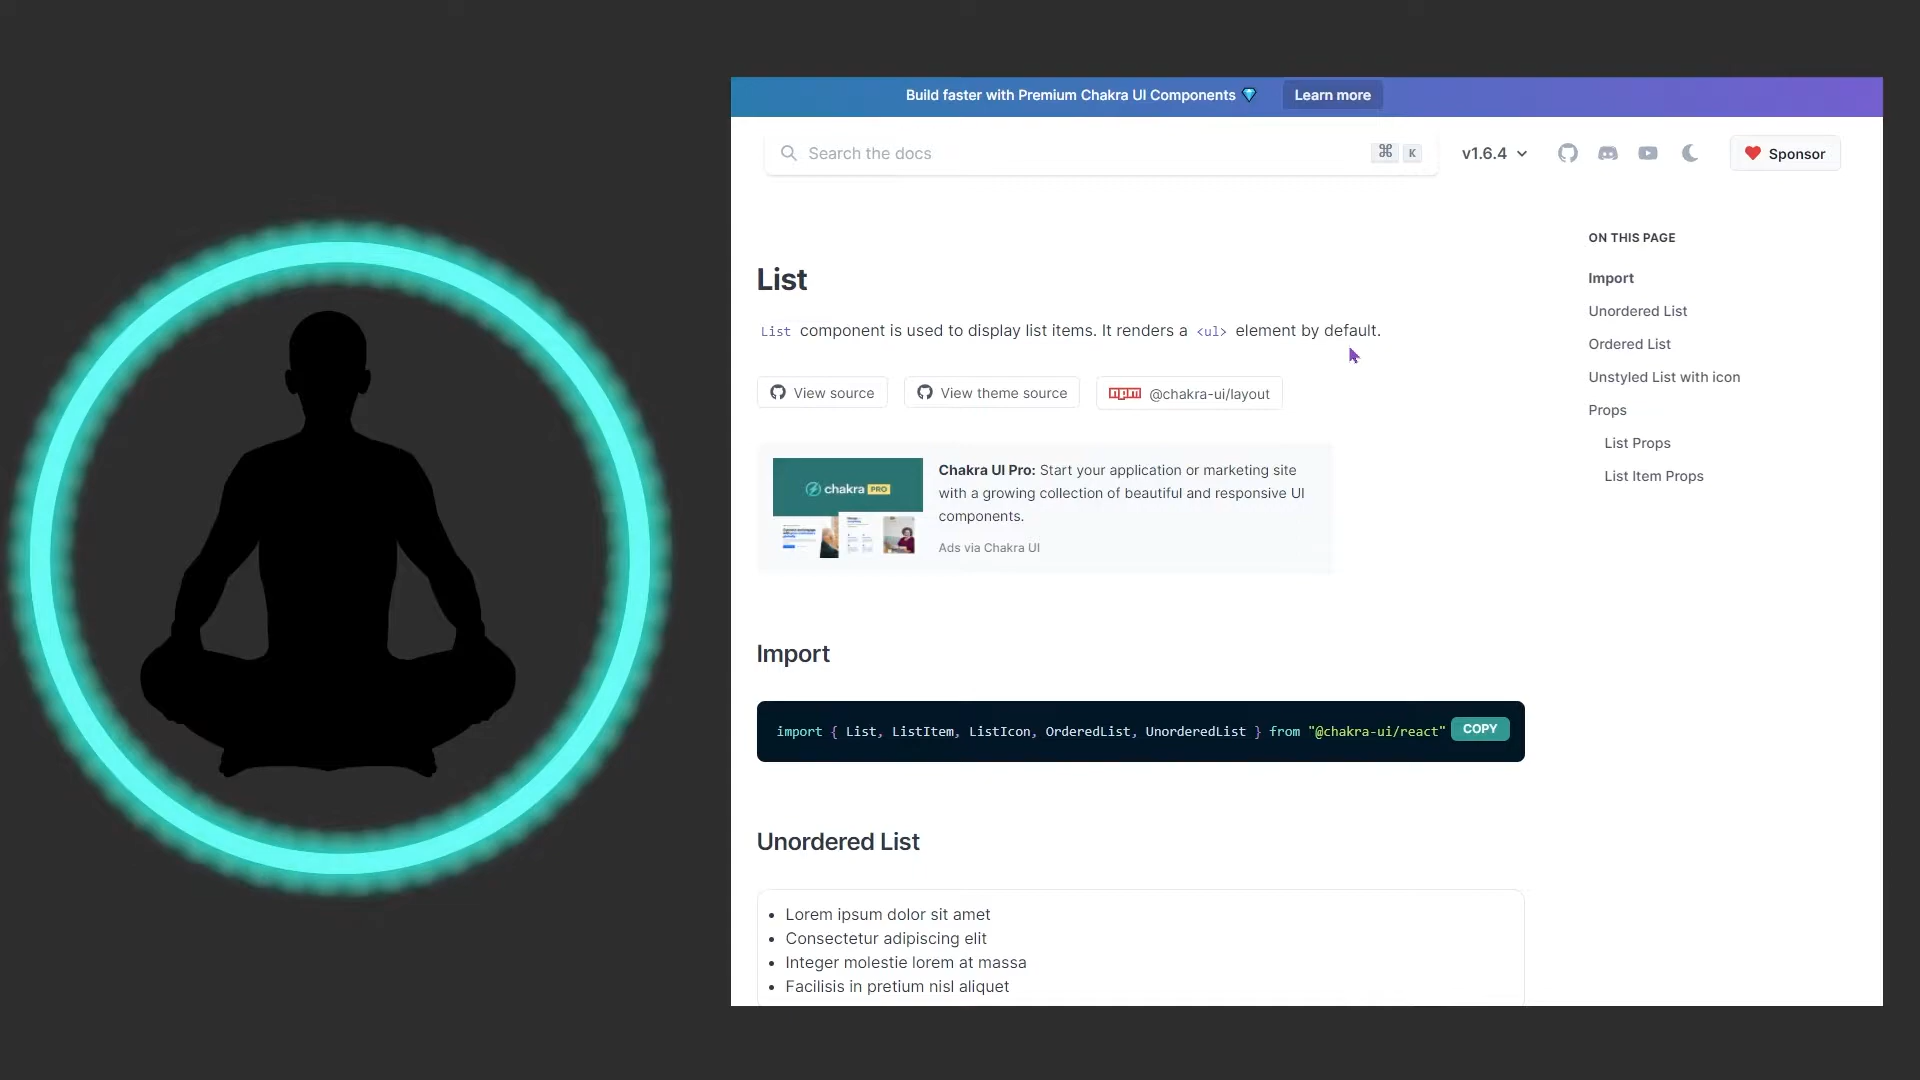 Build faster with Premium Chakra UI Components 💎 Learn more
Search the docs ⌘ K v1.6.4 Sponsor
ON THIS PAGE
Import
Unordered List
Ordered List
Unstyled List with icon
Props
List Props
List Item Props
List
List component is used to display list items. It renders a <ul> element by default.
View source View theme source npm @chakra-ui/layout
chakra PRO
Chakra UI Pro: Start your application or marketing site
with a growing collection of beautiful and responsive UI
components.
Ads via Chakra UI
Import
import { List, ListItem, ListIcon, OrderedList, UnorderedList } from "@chakra-ui/react" COPY
Unordered List
• Lorem ipsum dolor sit amet
• Consectetur adipiscing elit
• Integer molestie lorem at massa
• Facilisis in pretium nisl aliquet